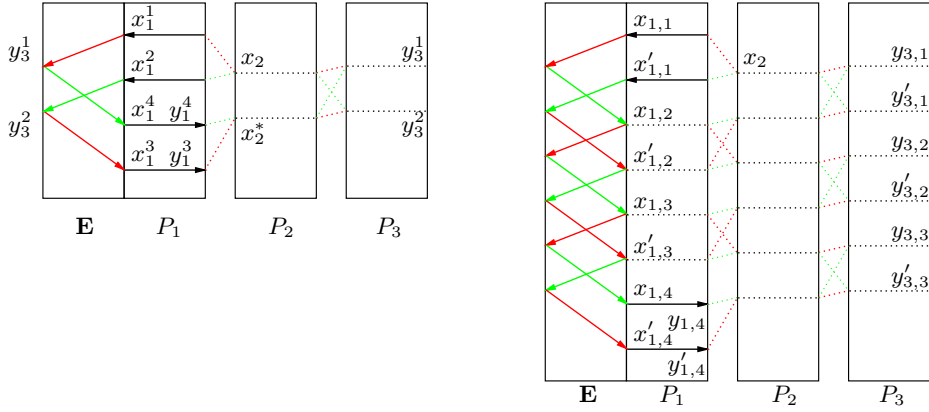 x_1^1
y_3^1 x_2 y_3^1
x_1^2
x_1^4 y_1^4
y_3^2 x_2^* y_3^2
x_1^3 y_1^3
E P_1 P_2 P_3
x_{1,1}
x_2 y_{3,1}
x'_{1,1}
y'_{3,1}
x_{1,2}
y_{3,2}
x'_{1,2}
y'_{3,2}
x_{1,3}
y_{3,3}
x'_{1,3}
y'_{3,3}
x_{1,4}
y_{1,4}
x'_{1,4}
y'_{1,4}
E P_1 P_2 P_3